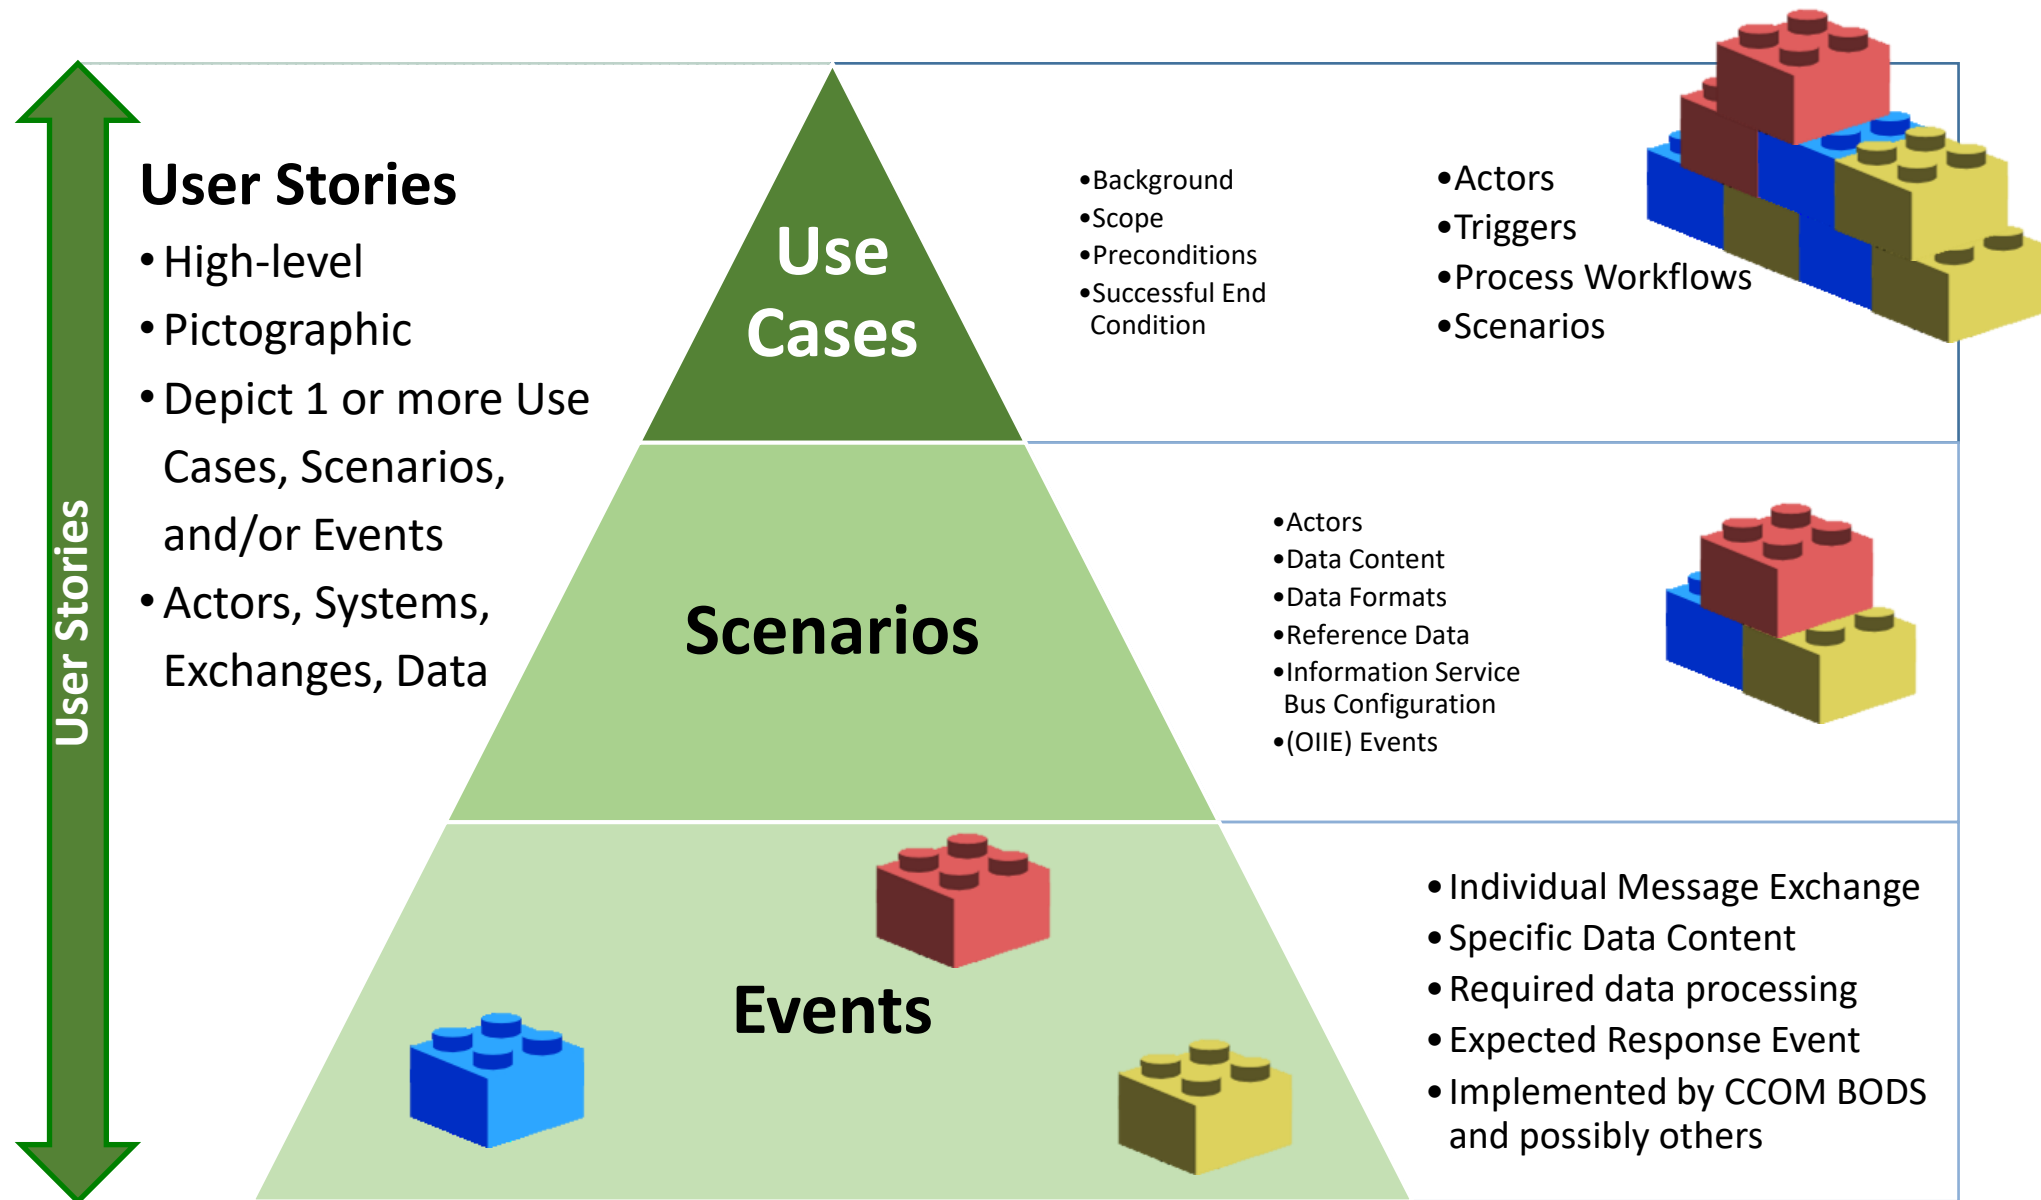 User Stories
User Stories
• High-level
• Pictographic
• Depict 1 or more Use
Cases, Scenarios,
and/or Events
• Actors, Systems,
Exchanges, Data
Use
Cases
•Background
•Scope
•Preconditions
•Successful End
Condition
•Actors
•Triggers
•Process Workflows
•Scenarios
Scenarios
•Actors
•Data Content
•Data Formats
•Reference Data
•Information Service
Bus Configuration
•(OIIE) Events
Events
• Individual Message Exchange
• Specific Data Content
• Required data processing
• Expected Response Event
• Implemented by CCOM BODS
and possibly others